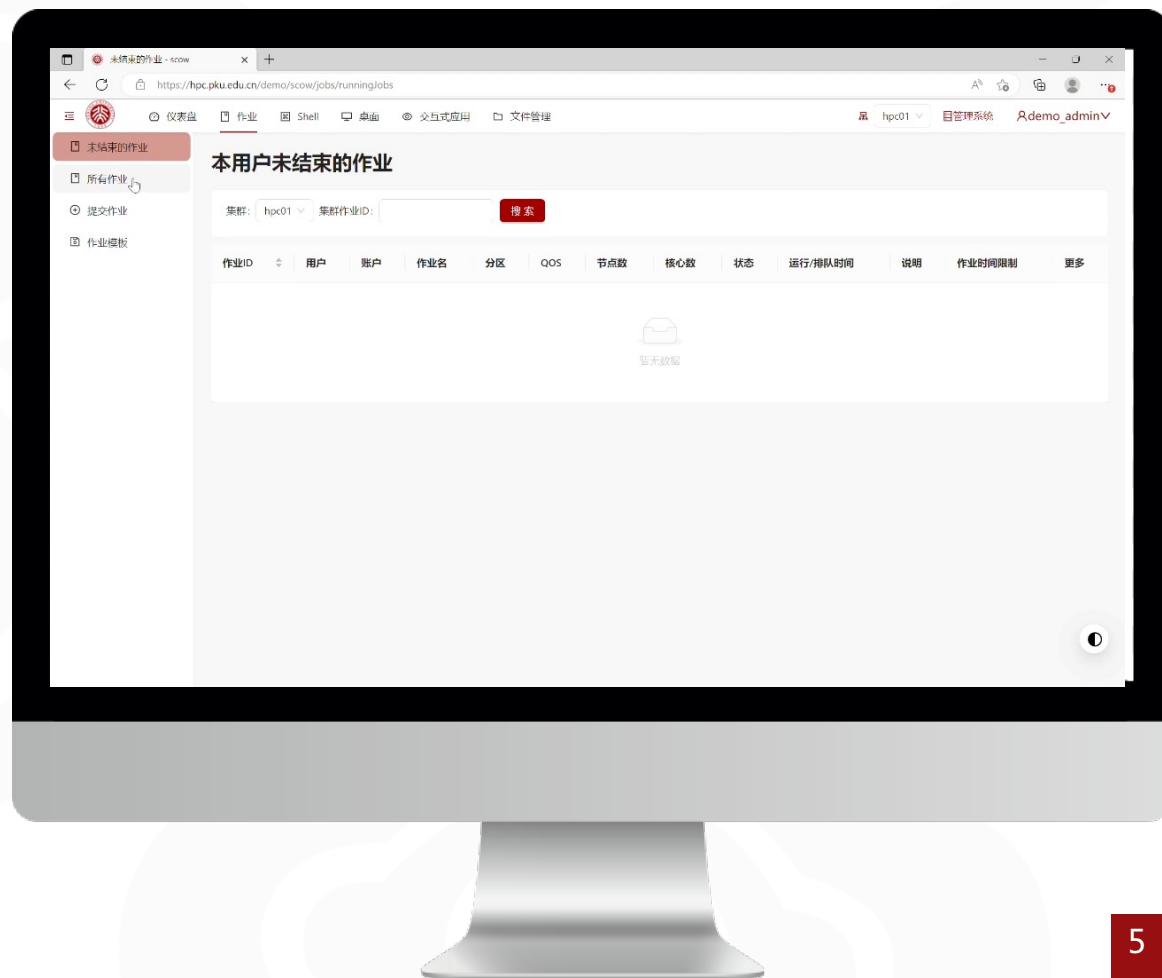 未结束的作业 - scow
https://hpc.pku.edu.cn/demo/scow/jobs/runningJobs
仪表盘 作业 Shell 桌面 交互式应用 文件管理 hpc01 管理系统 demo_admin
未结束的作业
所有作业
提交作业
作业模板
本用户未结束的作业
集群: hpc01 集群作业ID: 搜索
作业ID 用户 账户 作业名 分区 QOS 节点数 核心数 状态 运行/排队时间 说明 作业时间限制 更多
暂无数据
5